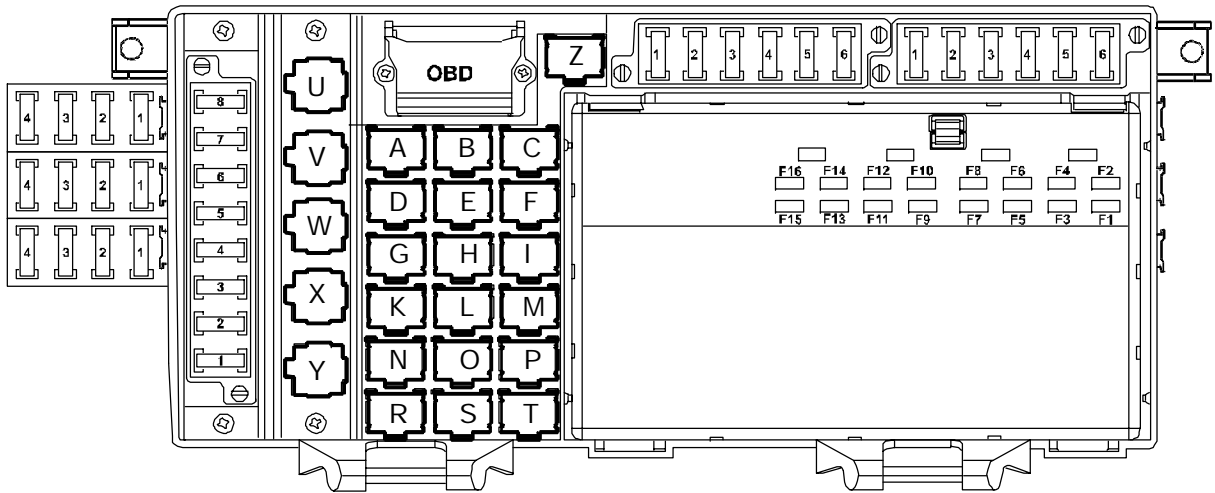 OBD
Z
1 2 3 4 5 6
1 2 3 4 5 6
U
V
W
X
Y
8
7
6
5
4
3
2
1
4 3 2 1
4 3 2 1
4 3 2 1
A B C
D E F
G H I
K L M
N O P
R S T
F16 F14 F12 F10 F8 F6 F4 F2
F15 F13 F11 F9 F7 F5 F3 F1